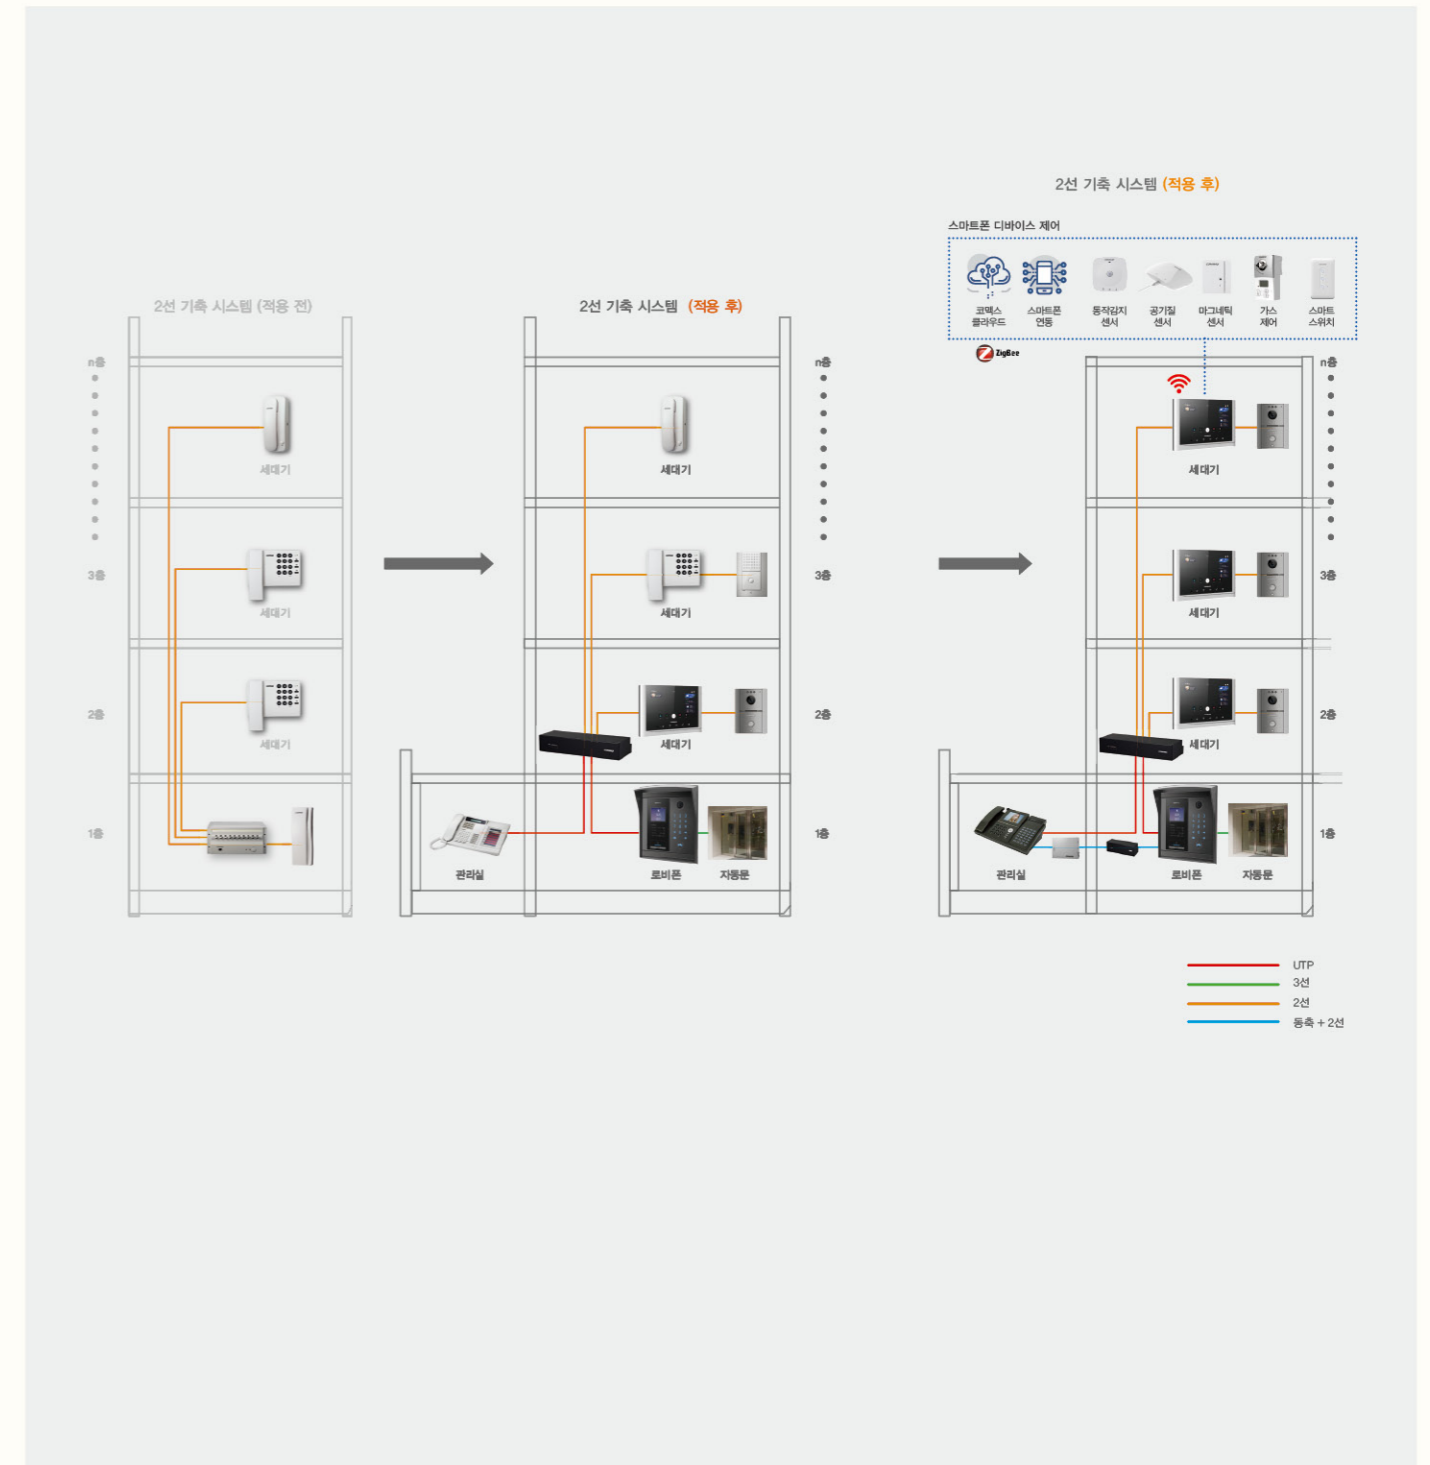 2선 기축 시스템 (적용 후)
스마트폰 디바이스 제어
코맥스
클라우드
스마트폰
연동
동작감지
센서
공기질
센서
마그네틱
센서
가스
제어
스마트
스위치
ZigBee
2선 기축 시스템 (적용 전)
n층
세대기
3층
세대기
2층
세대기
1층
2선 기축 시스템 (적용 후)
n층
세대기
3층
세대기
2층
세대기
1층
관리실
로비폰
자동문
n층
세대기
3층
세대기
2층
세대기
1층
관리실
로비폰
자동문
UTP
3선
2선
동축 + 2선